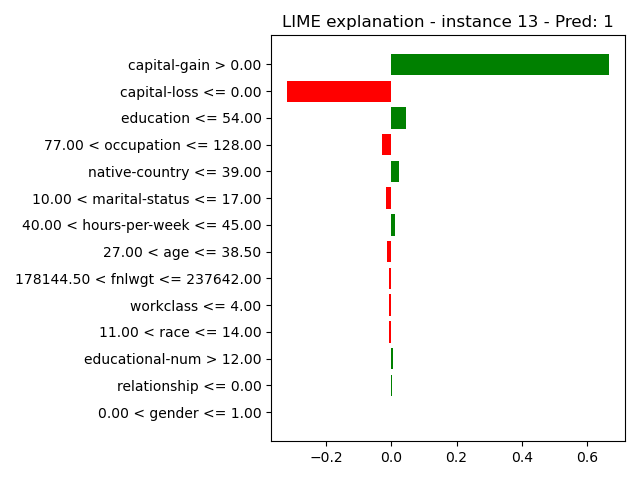 LIME explanation - instance 13 - Pred: 1
capital-gain > 0.00
capital-loss <= 0.00
education <= 54.00
77.00 < occupation <= 128.00
native-country <= 39.00
10.00 < marital-status <= 17.00
40.00 < hours-per-week <= 45.00
27.00 < age <= 38.50
178144.50 < fnlwgt <= 237642.00
workclass <= 4.00
11.00 < race <= 14.00
educational-num > 12.00
relationship <= 0.00
0.00 < gender <= 1.00
−0.2 0.0 0.2 0.4 0.6